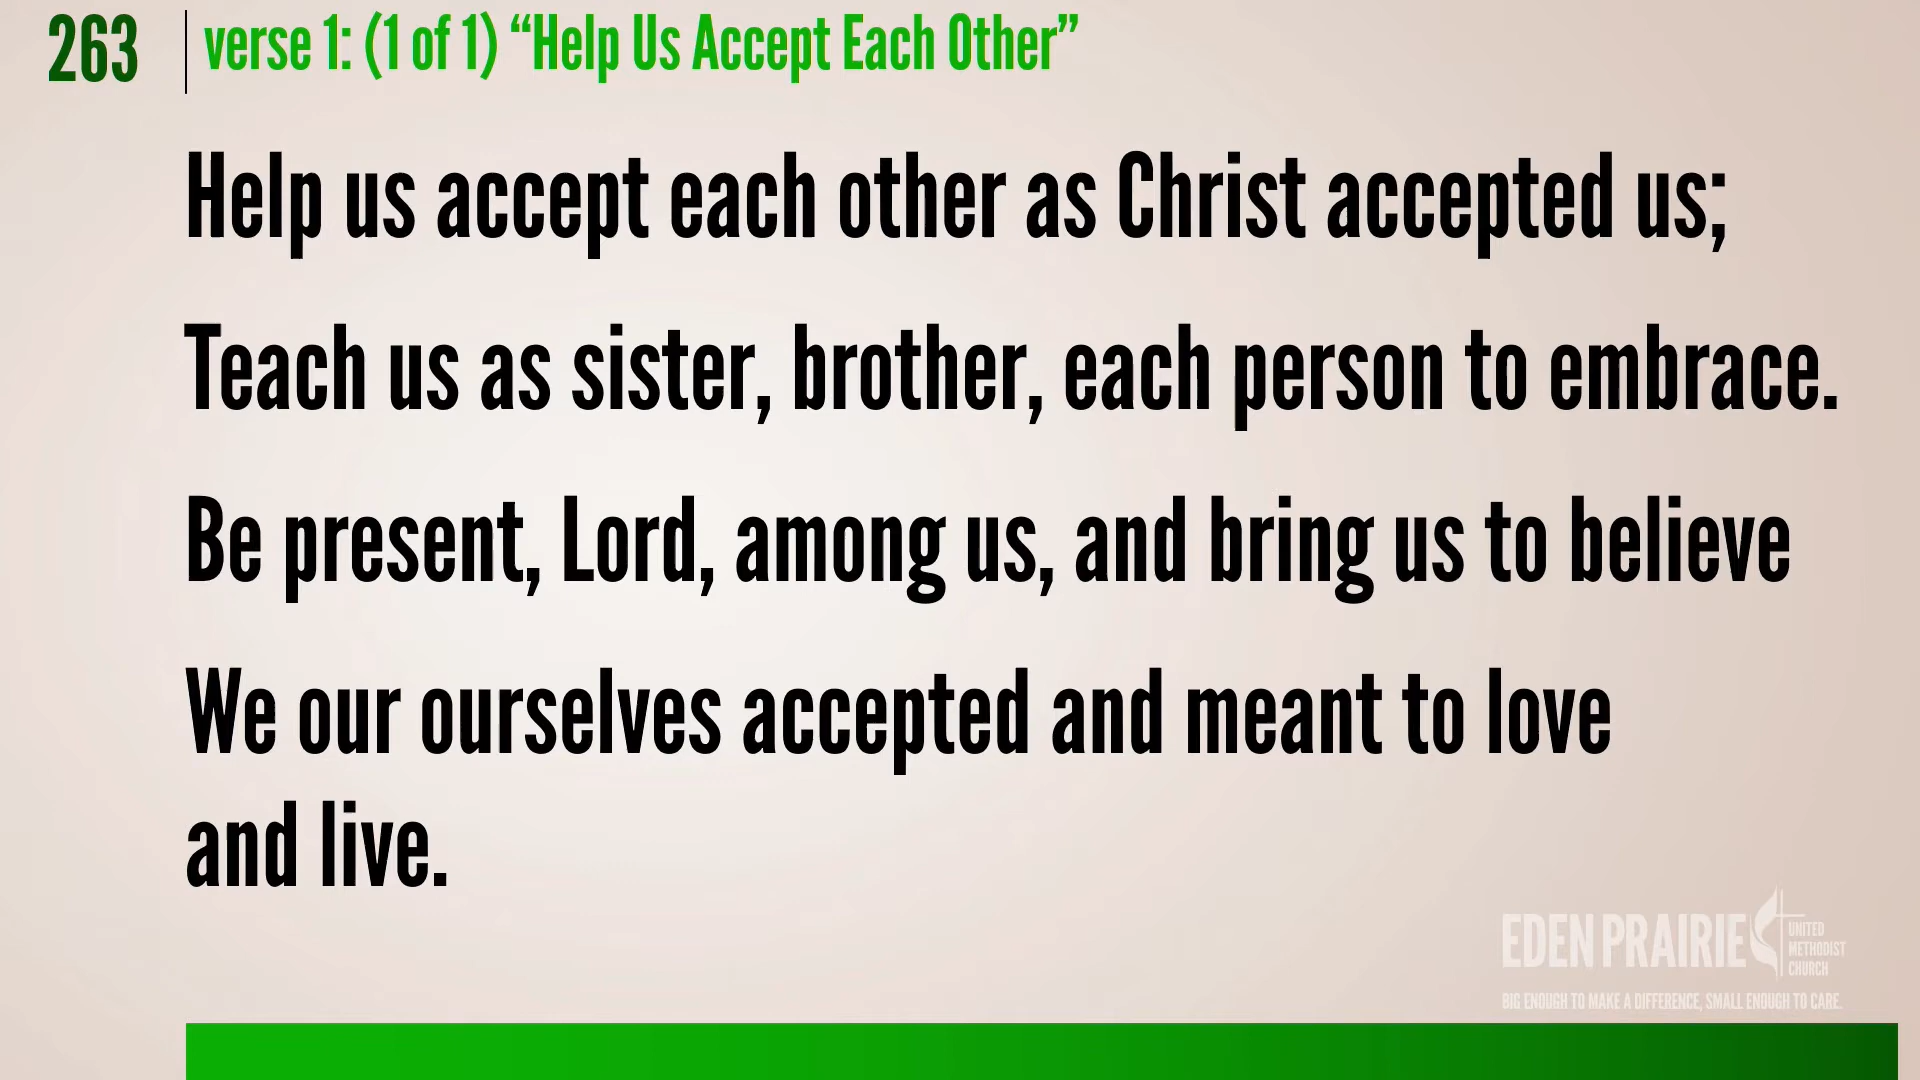 263
verse 1: (1 of 1) “Help Us Accept Each Other”
Help us accept each other as Christ accepted us;
Teach us as sister, brother, each person to embrace.
Be present, Lord, among us, and bring us to believe
We our ourselves accepted and meant to love
and live.
EDEN PRAIRIE
UNITED
METHODIST
CHURCH
BIG ENOUGH TO MAKE A DIFFERENCE, SMALL ENOUGH TO CARE.